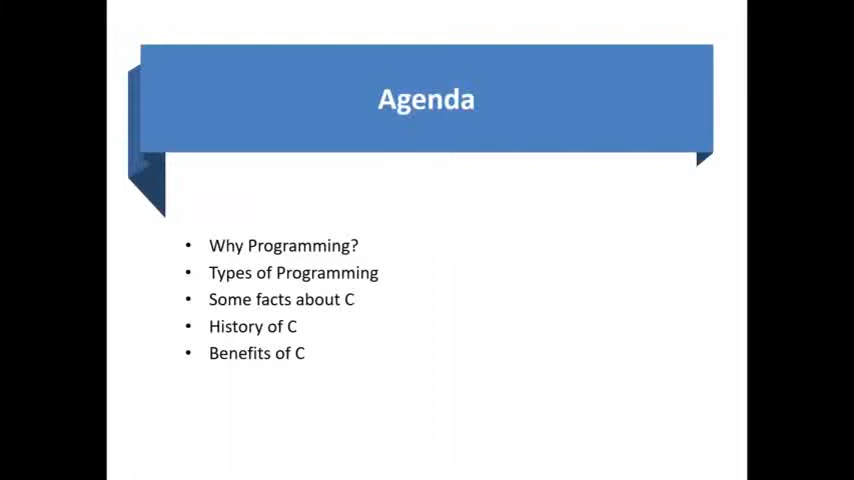 Agenda
• Why Programming?
• Types of Programming
• Some facts about C
• History of C
• Benefits of C